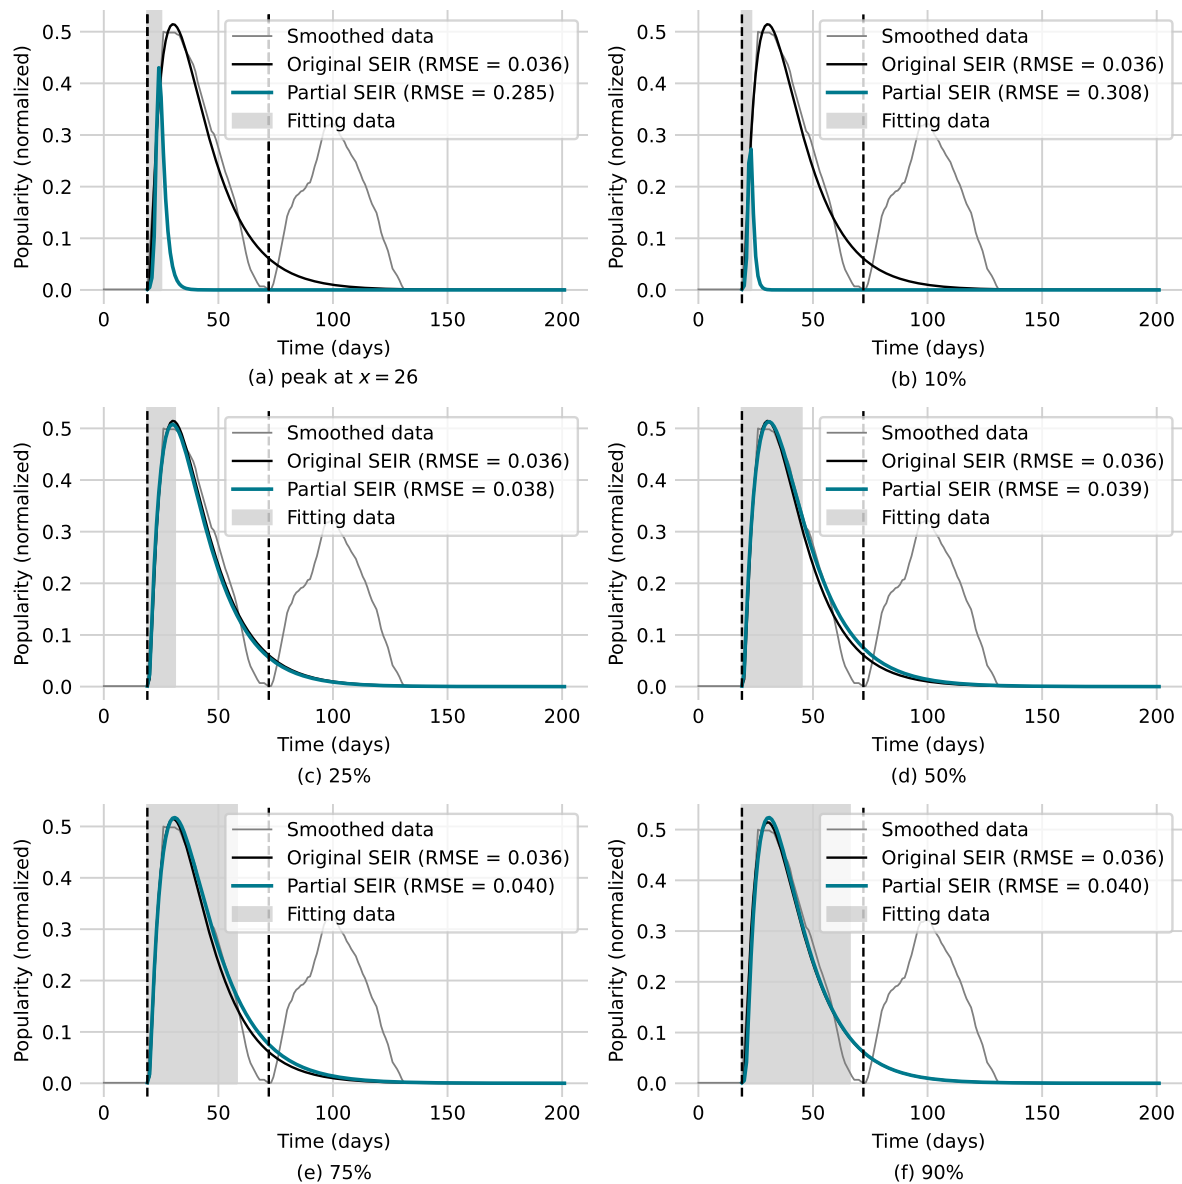 Popularity (normalized)
0.5
0.4
0.3
0.2
0.1
0.0
Smoothed data
Original SEIR (RMSE = 0.036)
Partial SEIR (RMSE = 0.285)
Fitting data
0 50 100 150 200
Time (days)
(a) peak at x = 26
Popularity (normalized)
0.5
0.4
0.3
0.2
0.1
0.0
Smoothed data
Original SEIR (RMSE = 0.036)
Partial SEIR (RMSE = 0.308)
Fitting data
0 50 100 150 200
Time (days)
(b) 10%
Popularity (normalized)
0.5
0.4
0.3
0.2
0.1
0.0
Smoothed data
Original SEIR (RMSE = 0.036)
Partial SEIR (RMSE = 0.038)
Fitting data
0 50 100 150 200
Time (days)
(c) 25%
Popularity (normalized)
0.5
0.4
0.3
0.2
0.1
0.0
Smoothed data
Original SEIR (RMSE = 0.036)
Partial SEIR (RMSE = 0.039)
Fitting data
0 50 100 150 200
Time (days)
(d) 50%
Popularity (normalized)
0.5
0.4
0.3
0.2
0.1
0.0
Smoothed data
Original SEIR (RMSE = 0.036)
Partial SEIR (RMSE = 0.040)
Fitting data
0 50 100 150 200
Time (days)
(e) 75%
Popularity (normalized)
0.5
0.4
0.3
0.2
0.1
0.0
Smoothed data
Original SEIR (RMSE = 0.036)
Partial SEIR (RMSE = 0.040)
Fitting data
0 50 100 150 200
Time (days)
(f) 90%